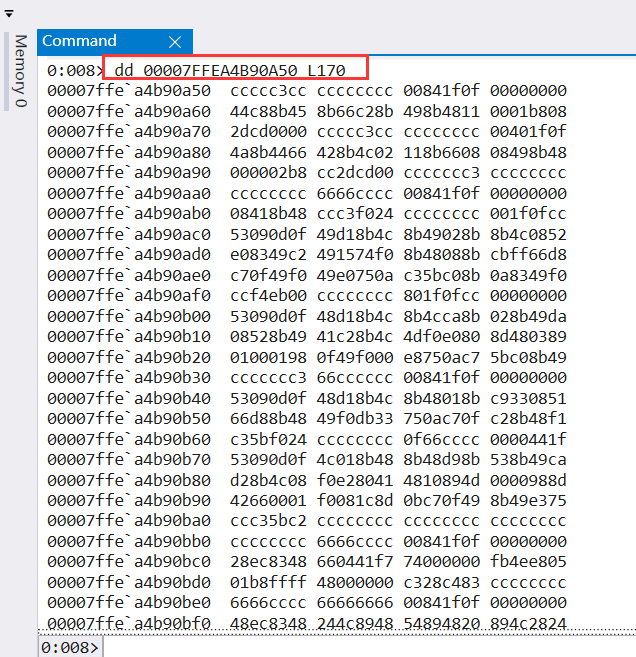 Command
Memory 0
0:008> dd 00007FFEA4B90A50 L170
00007ffe`a4b90a50 ccccc3cc cccccccc 00841f0f 00000000
00007ffe`a4b90a60 44c88b45 8b66c28b 498b4811 0001b808
00007ffe`a4b90a70 2dcd0000 ccccc3 cccccccc 00401f0f
00007ffe`a4b90a80 4a8b4466 428b4c02 118b6608 08498b48
00007ffe`a4b90a90 000002b8 cc2dcd00 ccccccc3 cccccccc
00007ffe`a4b90aa0 cccccccc 6666cccc 00841f0f 00000000
00007ffe`a4b90ab0 08418b48 ccc3f024 cccccccc 001f0fcc
00007ffe`a4b90ac0 53090d0f 49d18b4c 8b49028b 8b4c0852
00007ffe`a4b90ad0 e08349c2 491574f0 8b48088b cbff66d8
00007ffe`a4b90ae0 c70f49f0 49e0750a c35bc08b 0a8349f0
00007ffe`a4b90af0 ccf4eb00 cccccccc 801f0fcc 00000000
00007ffe`a4b90b00 53090d0f 48d18b4c 8b4cca8b 028b49da
00007ffe`a4b90b10 08528b49 41c28b4c 4df0e080 8d480389
00007ffe`a4b90b20 01000198 0f49f000 e8750ac7 5bc08b49
00007ffe`a4b90b30 ccccccc3 66cccccc 00841f0f 00000000
00007ffe`a4b90b40 53090d0f 48d18b4c 8b48018b c9330851
00007ffe`a4b90b50 66d88b48 49f0db33 750ac70f c28b48f1
00007ffe`a4b90b60 c35bf024 cccccccc 0f66cccc 0000441f
00007ffe`a4b90b70 53090d0f 4c018b48 8b48d98b 538b49ca
00007ffe`a4b90b80 d28b4c08 f0e28041 4810894d 0000988d
00007ffe`a4b90b90 42660001 f0081c8d 0bc70f49 8b49e375
00007ffe`a4b90ba0 ccc35bc2 cccccccc cccccccc cccccccc
00007ffe`a4b90bb0 cccccccc 6666cccc 00841f0f 00000000
00007ffe`a4b90bc0 28ec8348 660441f7 74000000 fb4ee805
00007ffe`a4b90bd0 01b8ffff 48000000 c328c483 cccccccc
00007ffe`a4b90be0 6666cccc 66666666 00841f0f 00000000
00007ffe`a4b90bf0 48ec8348 244c8948 54894820 894c2824
0:008>